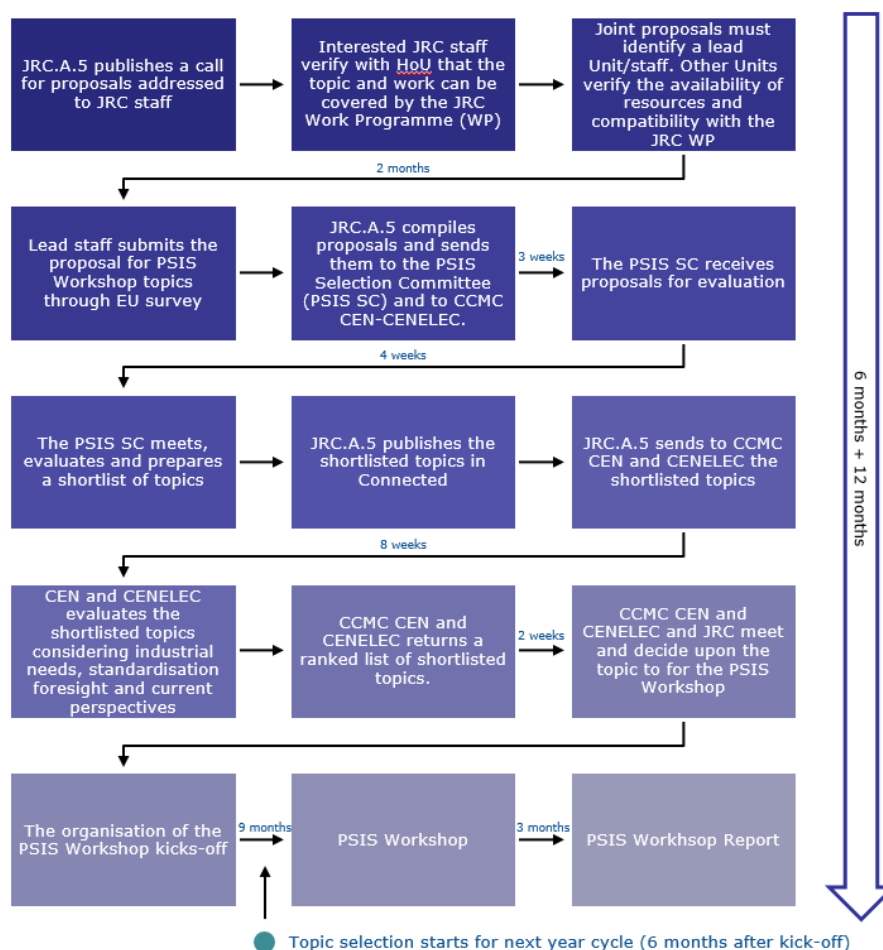 JRC.A.5 publishes a call
for proposals addressed
to JRC staff
Interested JRC staff
verify with HoU that the
topic and work can be
covered by the JRC
Work Programme (WP)
Joint proposals must
identify a lead
Unit/staff. Other Units
verify the availability of
resources and
compatibility with the
JRC WP
2 months
Lead staff submits the
proposal for PSIS
Workshop topics
through EU survey
JRC.A.5 compiles
proposals and sends
them to the PSIS
Selection Committee
(PSIS SC) and to CCMC
CEN-CENELEC.
3 weeks
The PSIS SC receives
proposals for evaluation
4 weeks
The PSIS SC meets,
evaluates and prepares
a shortlist of topics
JRC.A.5 publishes the
shortlisted topics in
Connected
JRC.A.5 sends to CCMC
CEN and CENELEC the
shortlisted topics
8 weeks
CEN and CENELEC
evaluates the
shortlisted topics
considering industrial
needs, standardisation
foresight and current
perspectives
CCMC CEN and
CENELEC returns a
ranked list of shortlisted
topics.
2 weeks
CCMC CEN and
CENELEC and JRC meet
and decide upon the
topic to for the PSIS
Workshop
The organisation of the
PSIS Workshop kicks-off
9 months
PSIS Workshop
3 months
PSIS Workhsop Report
6 months + 12 months
Topic selection starts for next year cycle (6 months after kick-off)